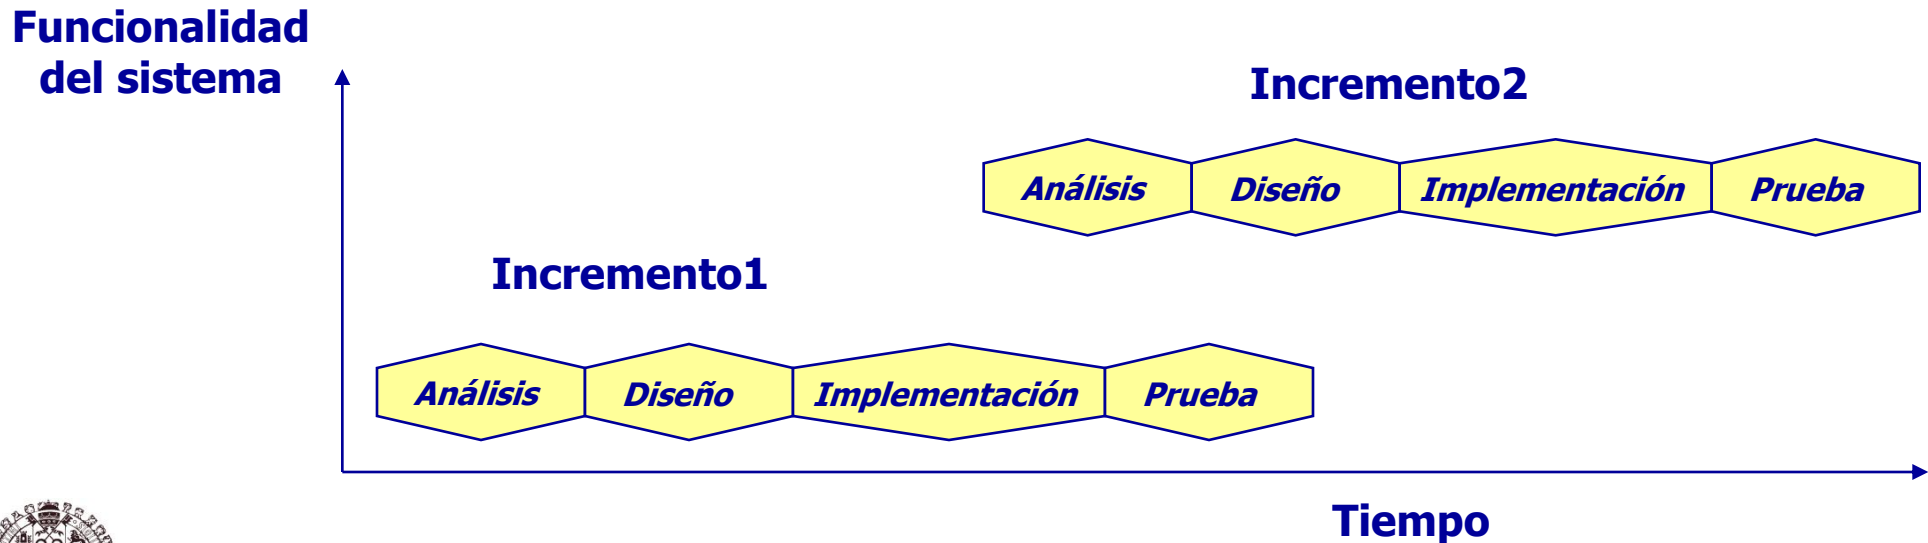 Funcionalidad
del sistema
Incremento2
Análisis Diseño Implementación Prueba
Incremento1
Análisis Diseño Implementación Prueba
Tiempo